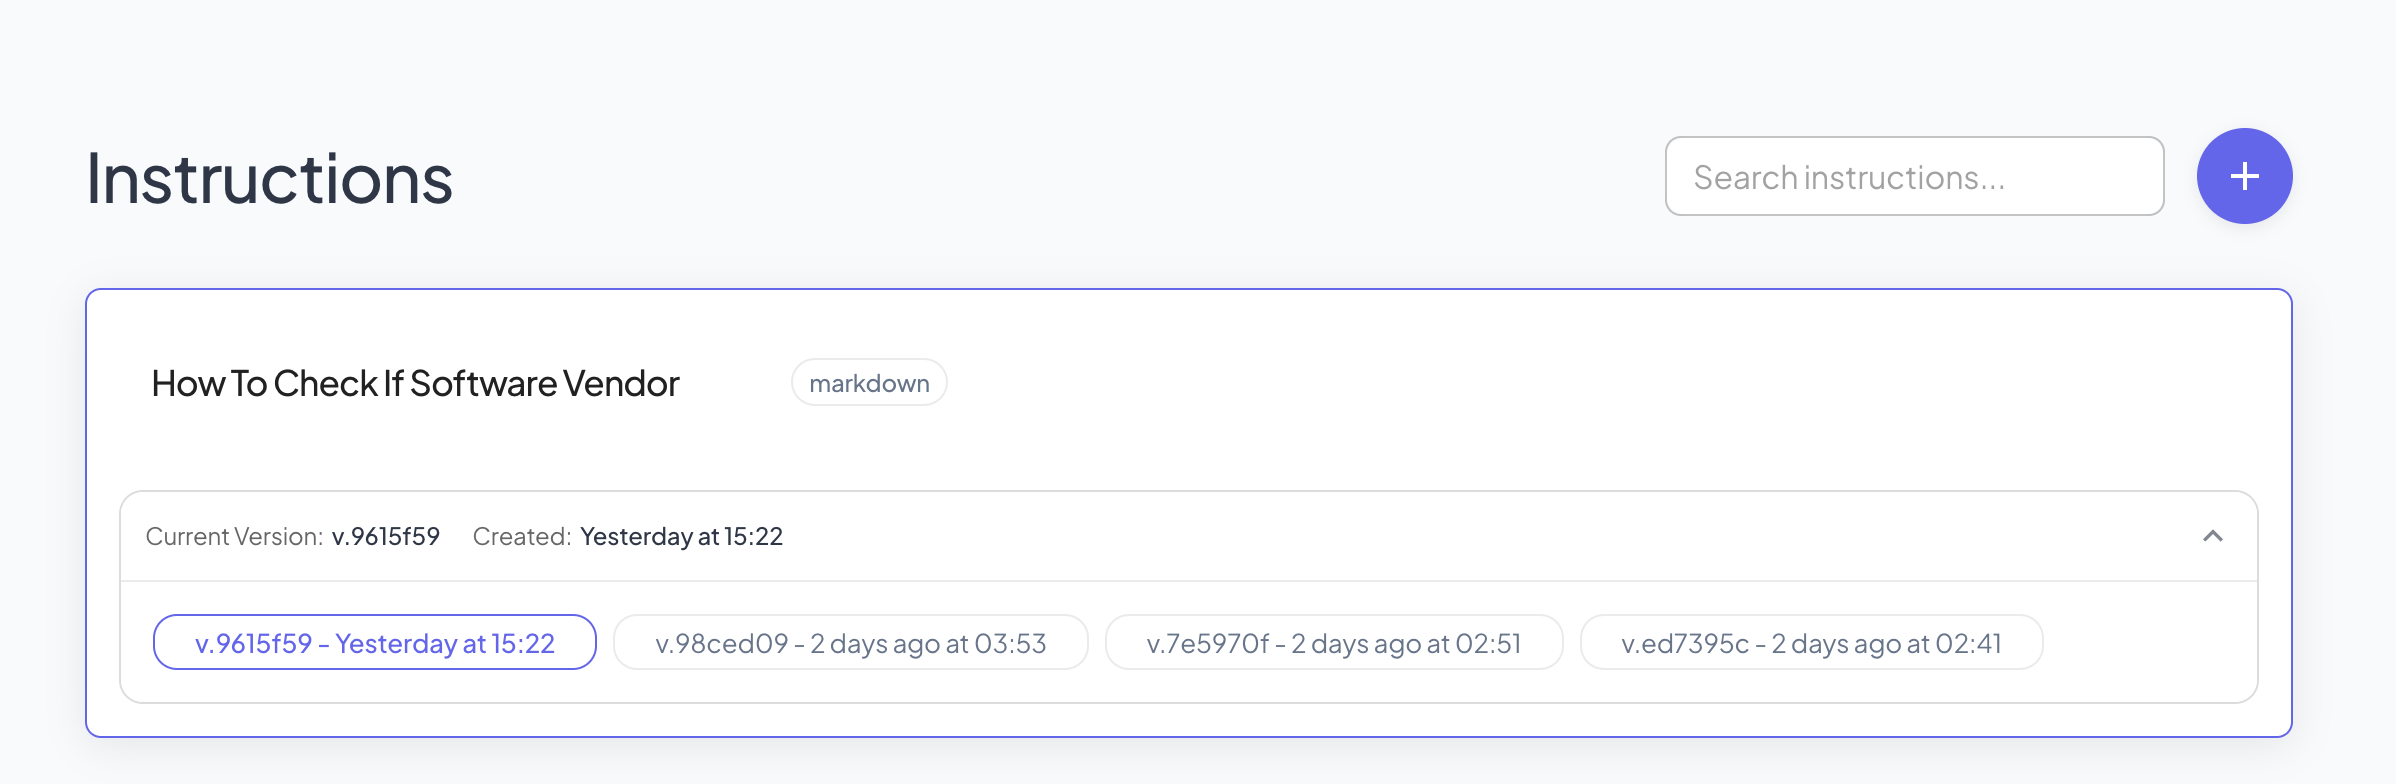 Instructions
Search instructions...
How To Check If Software Vendor
markdown
Current Version: v.9615f59 Created: Yesterday at 15:22
v.9615f59 - Yesterday at 15:22
v.98ced09 - 2 days ago at 03:53
v.7e5970f - 2 days ago at 02:51
v.ed7395c - 2 days ago at 02:41